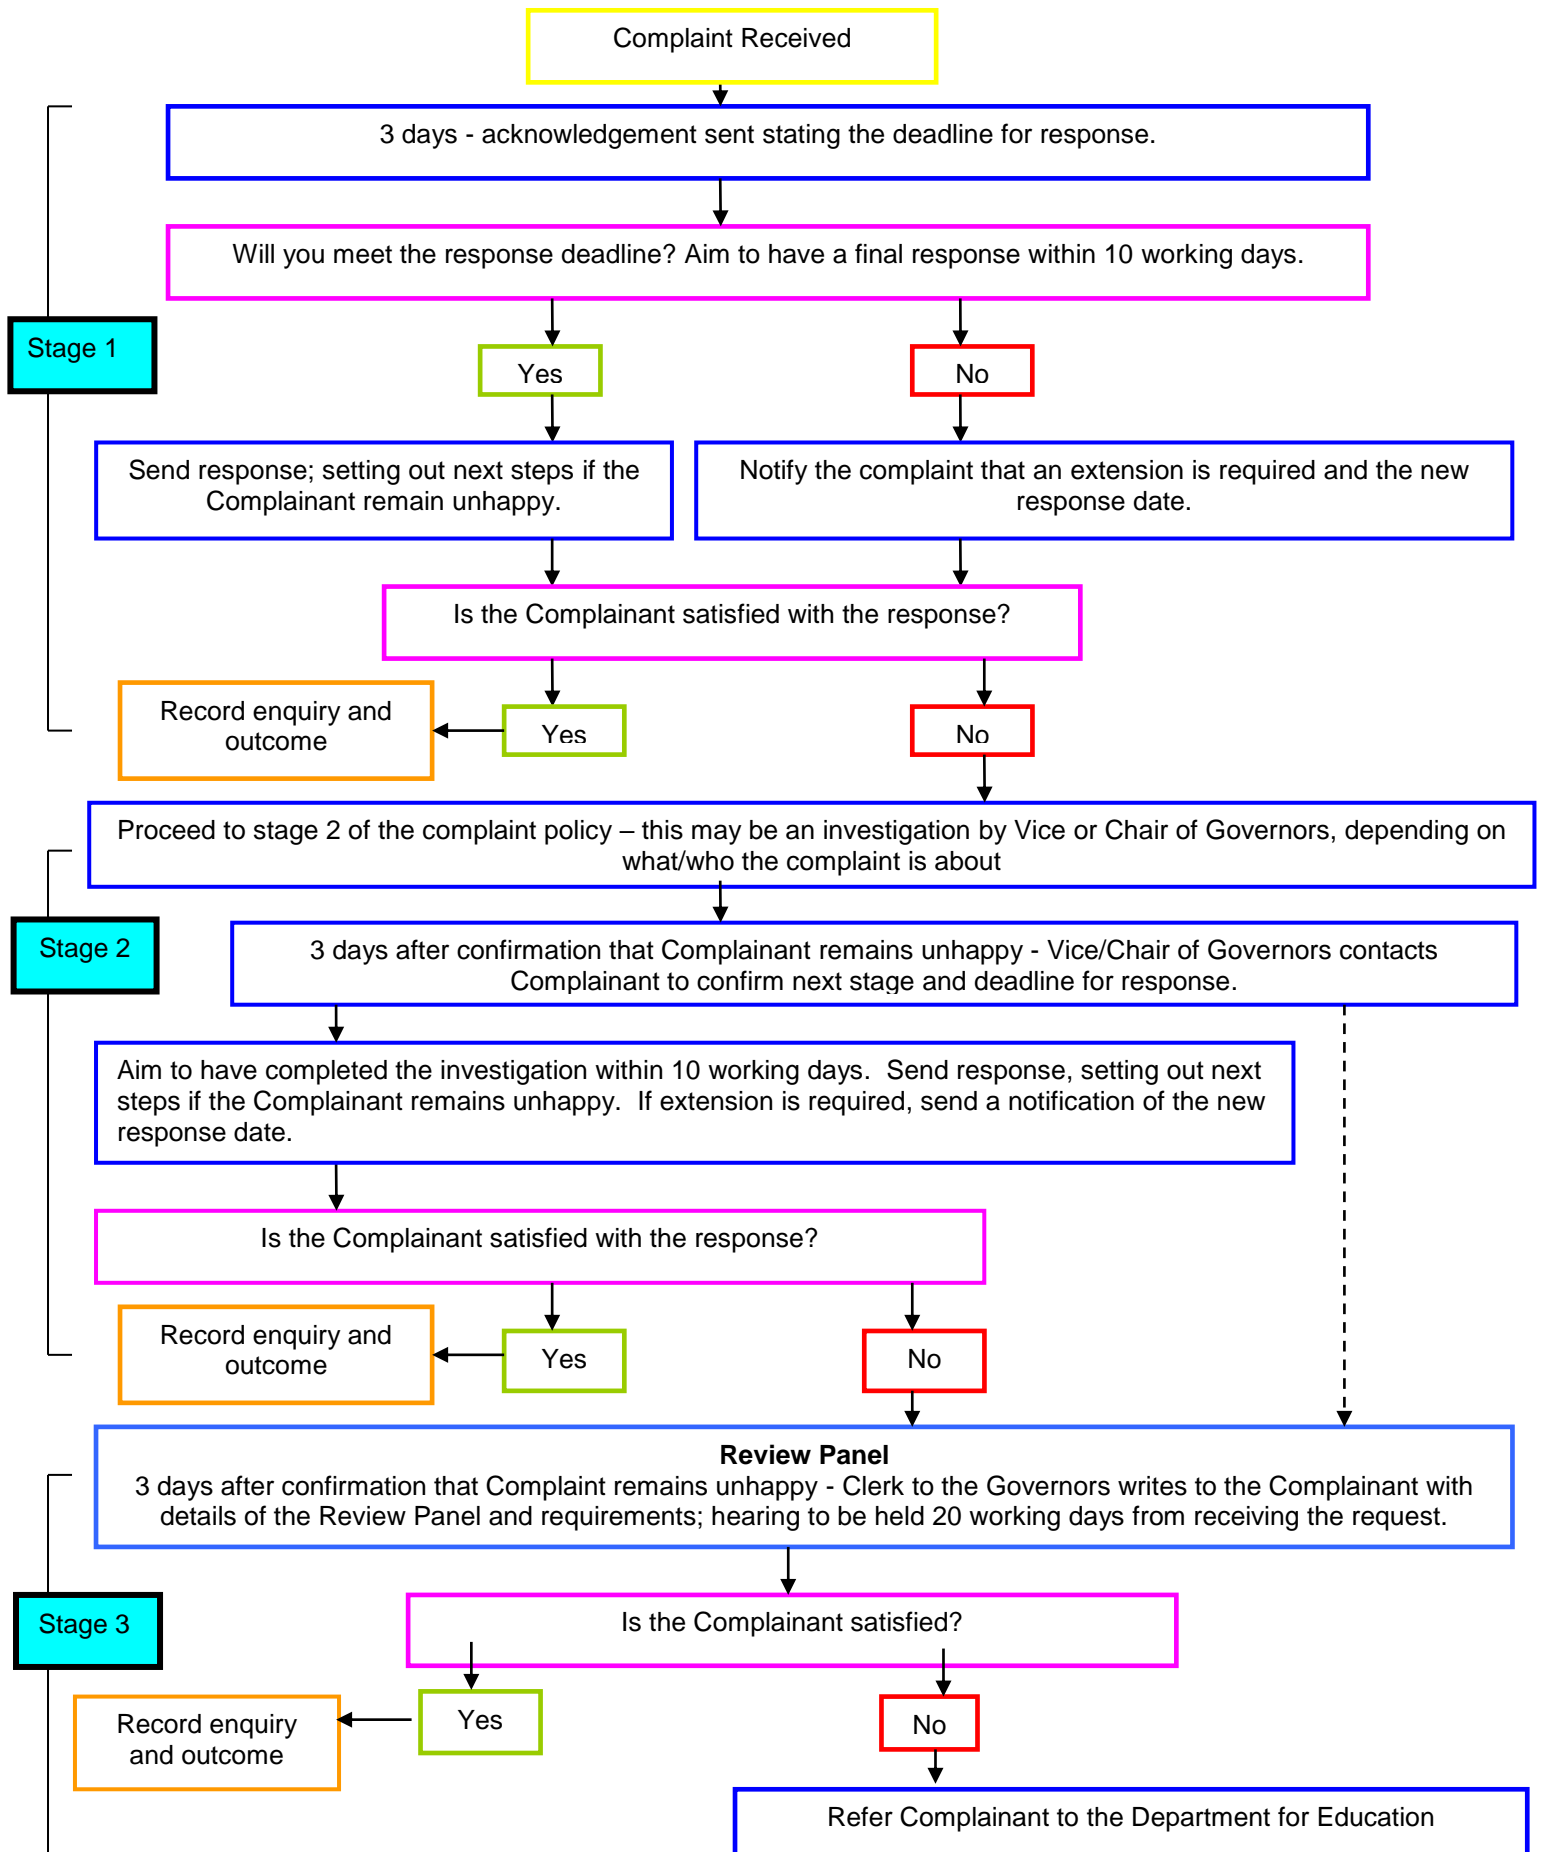 Complaint Received
3 days - acknowledgement sent stating the deadline for response.
Will you meet the response deadline? Aim to have a final response within 10 working days.
Stage 1
Yes
No
Send response; setting out next steps if the
Complainant remain unhappy.
Notify the complaint that an extension is required and the new
response date.
Is the Complainant satisfied with the response?
Record enquiry and
outcome
Yes
No
Proceed to stage 2 of the complaint policy – this may be an investigation by Vice or Chair of Governors, depending on
what/who the complaint is about
Stage 2
3 days after confirmation that Complainant remains unhappy - Vice/Chair of Governors contacts
Complainant to confirm next stage and deadline for response.
Aim to have completed the investigation within 10 working days.  Send response, setting out next
steps if the Complainant remains unhappy.  If extension is required, send a notification of the new
response date.
Is the Complainant satisfied with the response?
Record enquiry and
outcome
Yes
No
Review Panel
3 days after confirmation that Complaint remains unhappy - Clerk to the Governors writes to the Complainant with
details of the Review Panel and requirements; hearing to be held 20 working days from receiving the request.
Stage 3
Is the Complainant satisfied?
Record enquiry
and outcome
Yes
No
Refer Complainant to the Department for Education